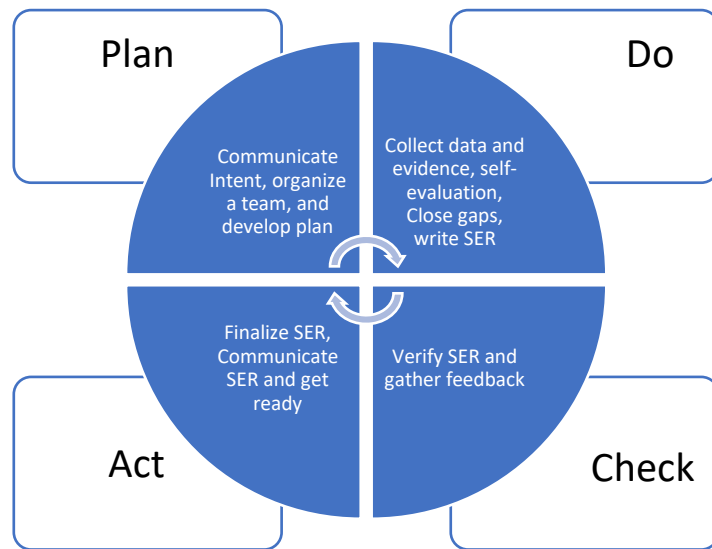 Plan
Do
Communicate
Intent, organize
a team, and
develop plan
Collect data and
evidence, self-
evaluation,
Close gaps,
write SER
Finalize SER,
Communicate
SER and get
ready
Verify SER and
gather feedback
Act
Check